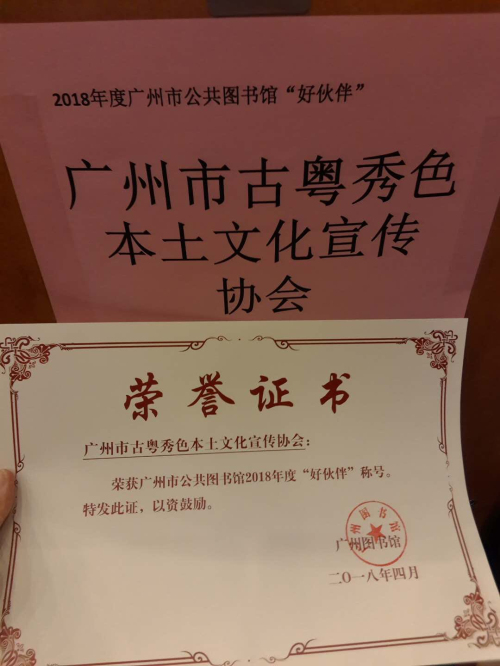 2018年度广州市公共图书馆“好伙伴”
广州市古粤秀色
本土文化宣传
协会
荣誉证书
广州市古粤秀色本土文化宣传协会：
荣获广州市公共图书馆2018年度“好伙伴”称号。
特发此证，以资鼓励。
广州图书馆
广州图书馆
二〇一八年四月